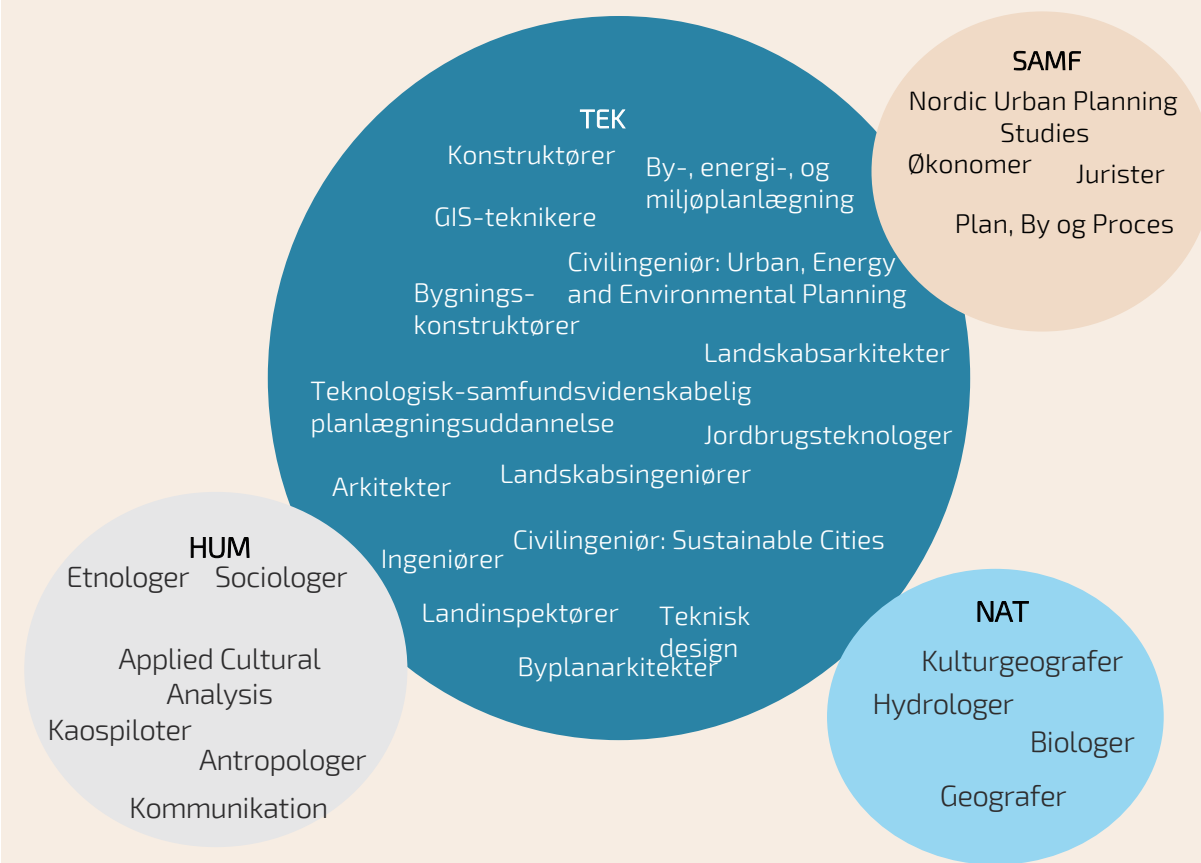 TEK
Konstruktører
By-, energi-, og
miljøplanlægning
GIS-teknikere
Civilingeniør: Urban, Energy
and Environmental Planning
Bygnings-
konstruktører
Landskabsarkitekter
Teknologisk-samfundsvidenskabelig
planlægningsuddannelse
Jordbrugsteknologer
Landskabsingeniører
Arkitekter
Civilingeniør: Sustainable Cities
Ingeniører
Landinspektører
Teknisk
design
Byplanarkitekter
SAMF
Nordic Urban Planning
Studies
Økonomer
Jurister
Plan, By og Proces
HUM
Etnologer
Sociologer
Applied Cultural
Analysis
Kaospiloter
Antropologer
Kommunikation
NAT
Kulturgeografer
Hydrologer
Biologer
Geografer